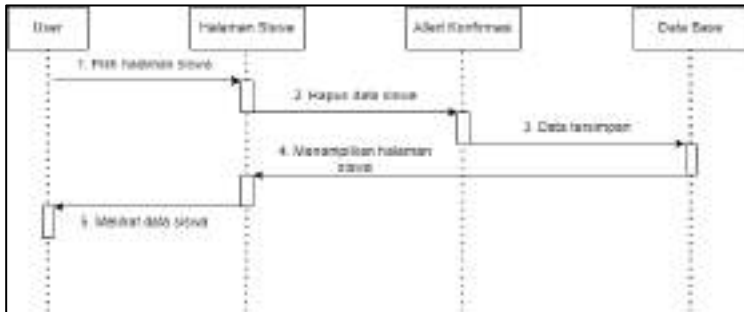 User
Halaman Siswa
Allert Konfirmasi
Data Base
1. Pilih halaman siswa
2. Hapus data siswa
3. Data tersimpan
4. Menampilkan halaman
siswa
5. Melihat data siswa